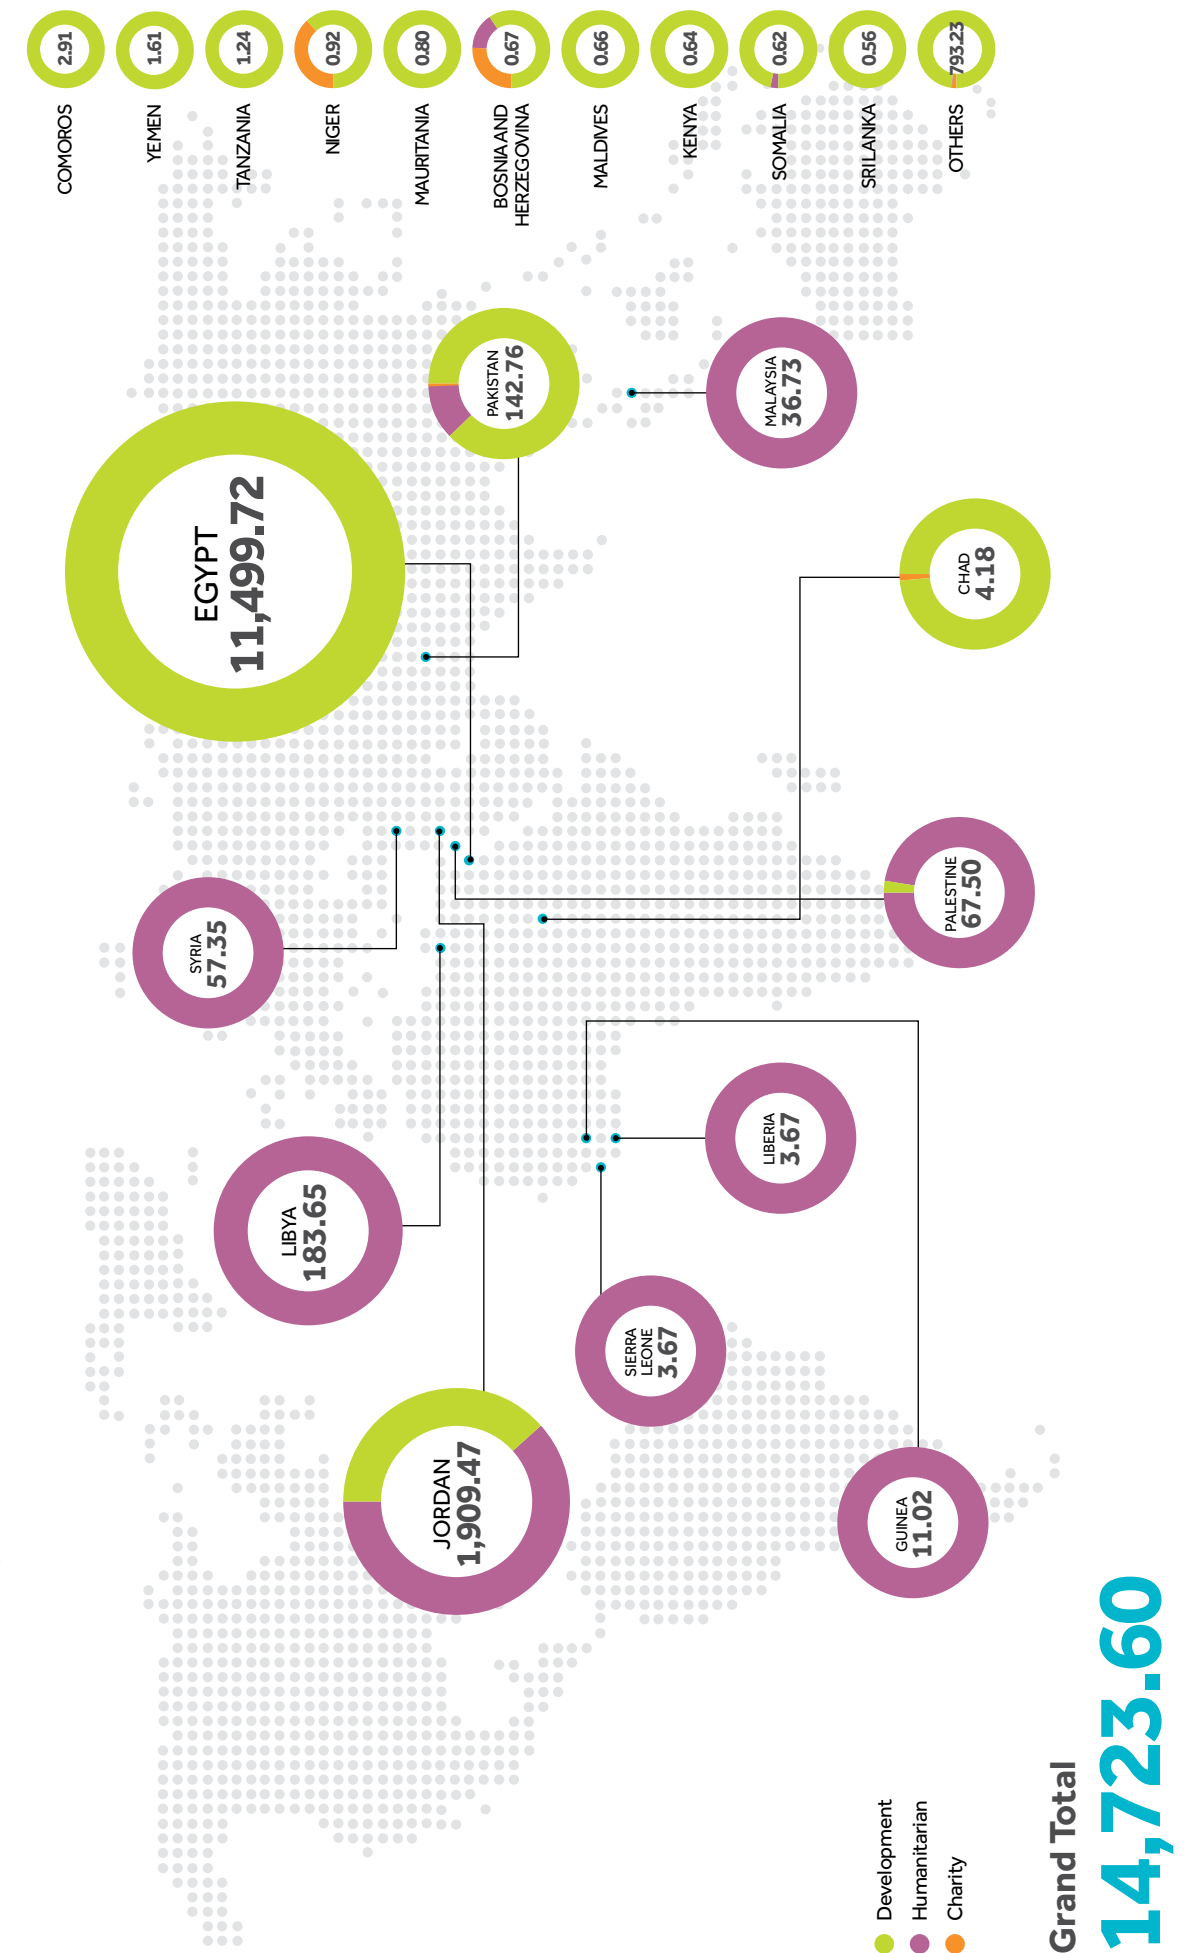 COMOROS
2.91
YEMEN
1.61
TANZANIA
1.24
NIGER
0.92
MAURITANIA
0.80
BOSNIA AND
HERZEGOVINA
0.67
MALDIVES
0.66
KENYA
0.64
SOMALIA
0.62
SRI LANKA
0.56
OTHERS
793.23
EGYPT
11,499.72
PAKISTAN
142.76
MALAYSIA
36.73
CHAD
4.18
SYRIA
57.35
PALESTINE
67.50
LIBYA
183.65
LIBERIA
3.67
SIERRA
LEONE
3.67
JORDAN
1,909.47
GUINEA
11.02
Development
Humanitarian
Charity
Grand Total
14,723.60